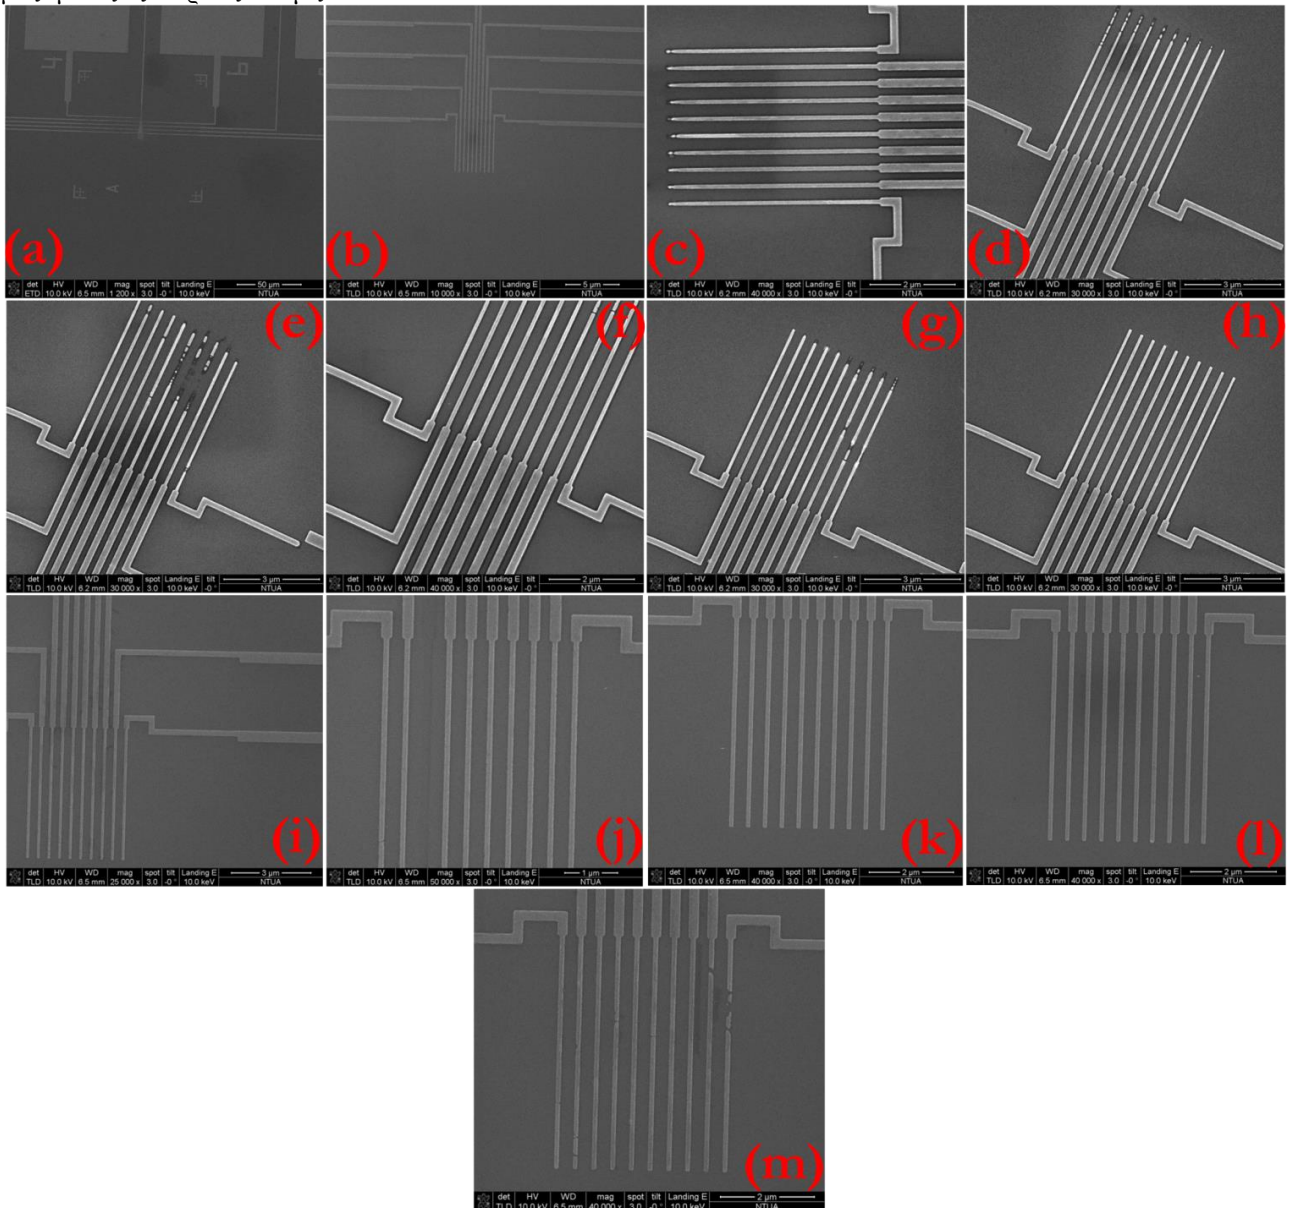 (a)
det HV WD mag spot tilt Landing E 50 μm
ETD 10.0 kV 6.5 mm 1 200 x 3.0 -0 ° 10.0 keV NTUA
(b)
det HV WD mag spot tilt Landing E 5 μm
TLD 10.0 kV 6.5 mm 10 000 x 3.0 -0 ° 10.0 keV NTUA
(c)
det HV WD mag spot tilt Landing E 2 μm
TLD 10.0 kV 6.2 mm 40 000 x 3.0 -0 ° 10.0 keV NTUA
(d)
det HV WD mag spot Landing E tilt 3 μm
TLD 10.0 kV 6.2 mm 30 000 x 3.0 10.0 keV -0 ° NTUA
(e)
det HV WD mag spot Landing E tilt 3 μm
TLD 10.0 kV 6.2 mm 30 000 x 3.0 10.0 keV -0 ° NTUA
(f)
det HV WD mag spot Landing E tilt 2 μm
TLD 10.0 kV 6.2 mm 40 000 x 3.0 10.0 keV -0 ° NTUA
(g)
det HV WD mag spot Landing E tilt 3 μm
TLD 10.0 kV 6.2 mm 30 000 x 3.0 10.0 keV -0 ° NTUA
(h)
det HV WD mag spot Landing E tilt 3 μm
TLD 10.0 kV 6.2 mm 30 000 x 3.0 10.0 keV -0 ° NTUA
(i)
det HV WD mag spot tilt Landing E 3 μm
TLD 10.0 kV 6.5 mm 25 000 x 3.0 -0 ° 10.0 keV NTUA
(j)
det HV WD mag spot tilt Landing E 1 μm
TLD 10.0 kV 6.5 mm 50 000 x 3.0 -0 ° 10.0 keV NTUA
(k)
det HV WD mag spot tilt Landing E 2 μm
TLD 10.0 kV 6.5 mm 40 000 x 3.0 -0 ° 10.0 keV NTUA
(l)
det HV WD mag spot tilt Landing E 2 μm
TLD 10.0 kV 6.5 mm 40 000 x 3.0 -0 ° 10.0 keV NTUA
(m)
det HV WD mag spot tilt Landing E 2 μm
TLD 10.0 kV 6.5 mm 40 000 x 3.0 -0 ° 10.0 keV NTUA